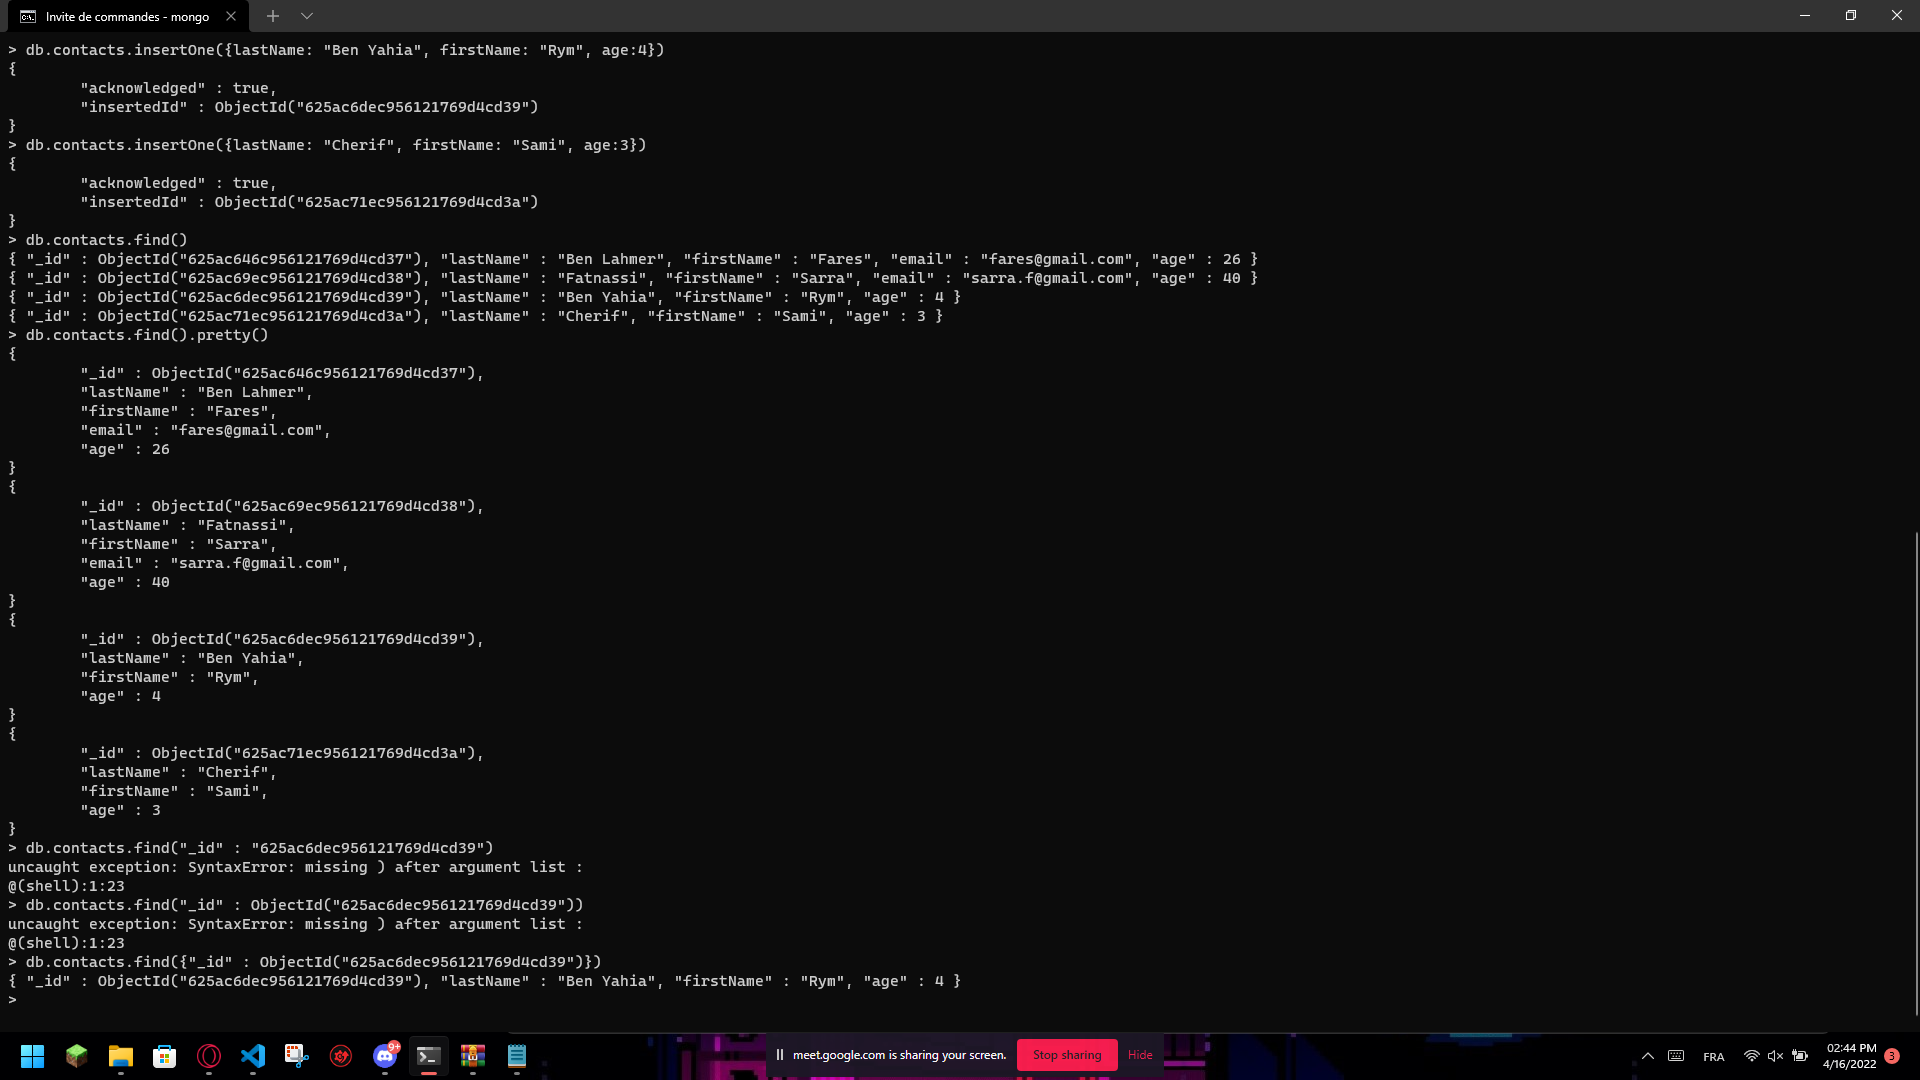 Invite de commandes - mongo
> db.contacts.insertOne({lastName: "Ben Yahia", firstName: "Rym", age:4})
{
        "acknowledged" : true,
        "insertedId" : ObjectId("625ac6dec956121769d4cd39")
}
> db.contacts.insertOne({lastName: "Cherif", firstName: "Sami", age:3})
{
        "acknowledged" : true,
        "insertedId" : ObjectId("625ac71ec956121769d4cd3a")
}
> db.contacts.find()
{ "_id" : ObjectId("625ac646c956121769d4cd37"), "lastName" : "Ben Lahmer", "firstName" : "Fares", "email" : "fares@gmail.com", "age" : 26 }
{ "_id" : ObjectId("625ac69ec956121769d4cd38"), "lastName" : "Fatnassi", "firstName" : "Sarra", "email" : "sarra.f@gmail.com", "age" : 40 }
{ "_id" : ObjectId("625ac6dec956121769d4cd39"), "lastName" : "Ben Yahia", "firstName" : "Rym", "age" : 4 }
{ "_id" : ObjectId("625ac71ec956121769d4cd3a"), "lastName" : "Cherif", "firstName" : "Sami", "age" : 3 }
> db.contacts.find().pretty()
{
        "_id" : ObjectId("625ac646c956121769d4cd37"),
        "lastName" : "Ben Lahmer",
        "firstName" : "Fares",
        "email" : "fares@gmail.com",
        "age" : 26
}
{
        "_id" : ObjectId("625ac69ec956121769d4cd38"),
        "lastName" : "Fatnassi",
        "firstName" : "Sarra",
        "email" : "sarra.f@gmail.com",
        "age" : 40
}
{
        "_id" : ObjectId("625ac6dec956121769d4cd39"),
        "lastName" : "Ben Yahia",
        "firstName" : "Rym",
        "age" : 4
}
{
        "_id" : ObjectId("625ac71ec956121769d4cd3a"),
        "lastName" : "Cherif",
        "firstName" : "Sami",
        "age" : 3
}
> db.contacts.find("_id" : "625ac6dec956121769d4cd39")
uncaught exception: SyntaxError: missing ) after argument list :
@(shell):1:23
> db.contacts.find("_id" : ObjectId("625ac6dec956121769d4cd39"))
uncaught exception: SyntaxError: missing ) after argument list :
@(shell):1:23
> db.contacts.find({"_id" : ObjectId("625ac6dec956121769d4cd39")})
{ "_id" : ObjectId("625ac6dec956121769d4cd39"), "lastName" : "Ben Yahia", "firstName" : "Rym", "age" : 4 }
>
9+
meet.google.com is sharing your screen.
Stop sharing
Hide
FRA
02:44 PM
4/16/2022
3